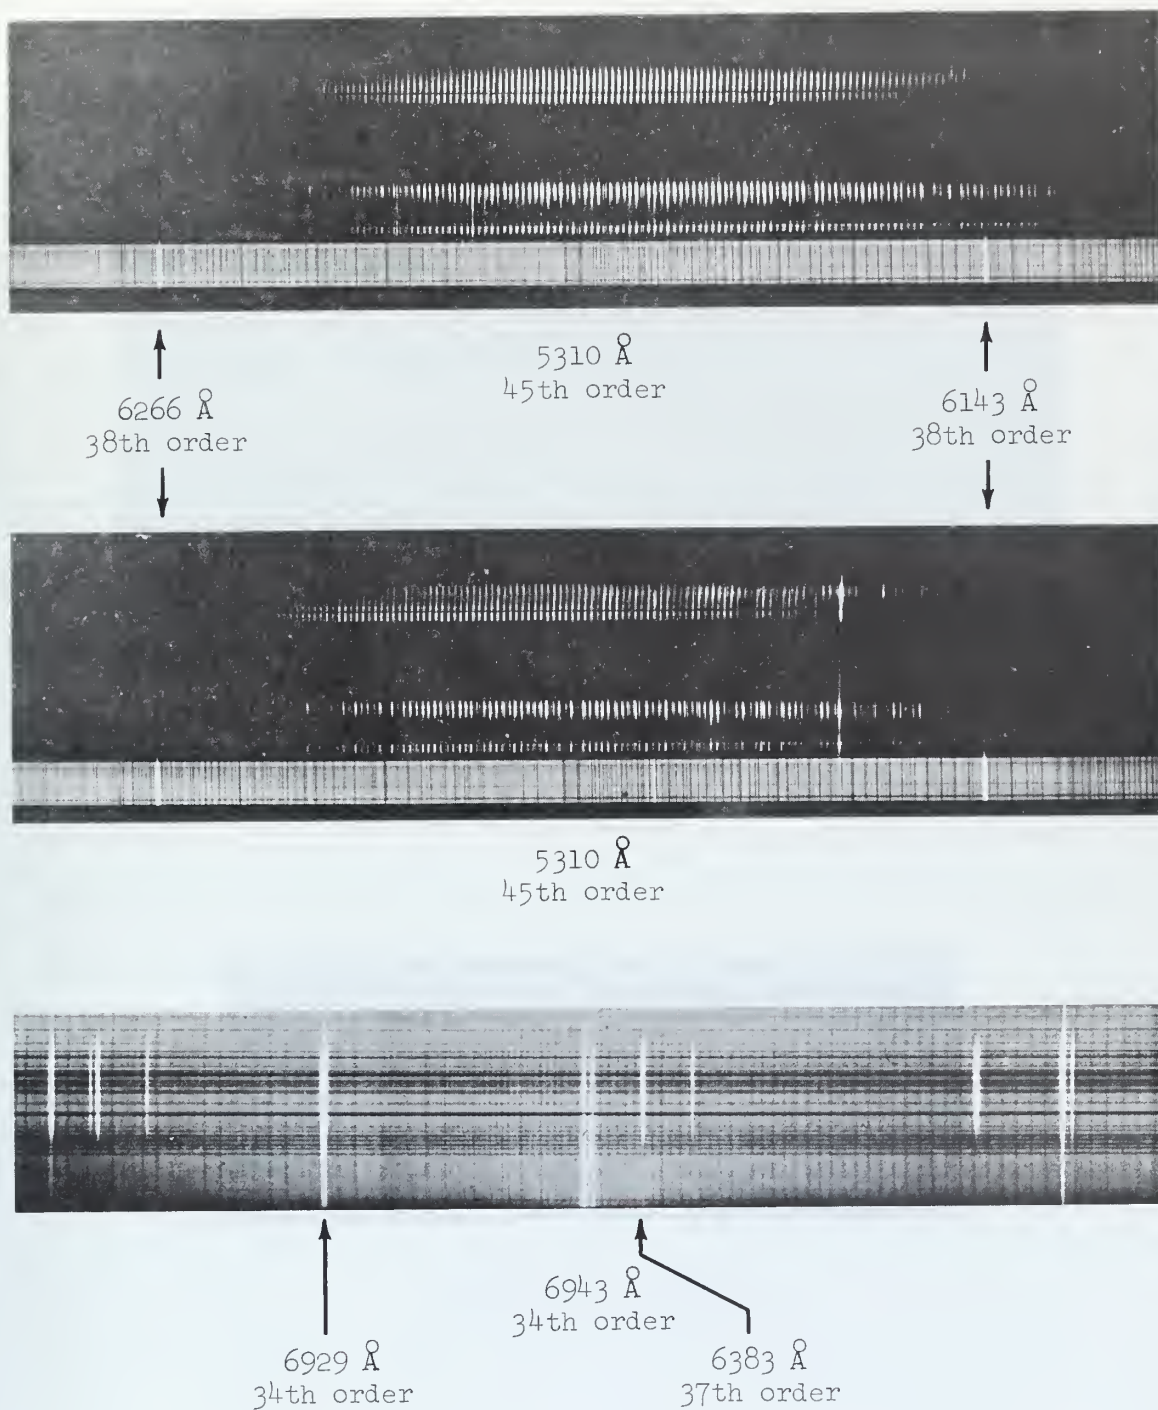 5310 Å
45th order
6266 Å
38th order
6143 Å
38th order
5310 Å
45th order
6943 Å
34th order
6929 Å
34th order
6383 Å
37th order